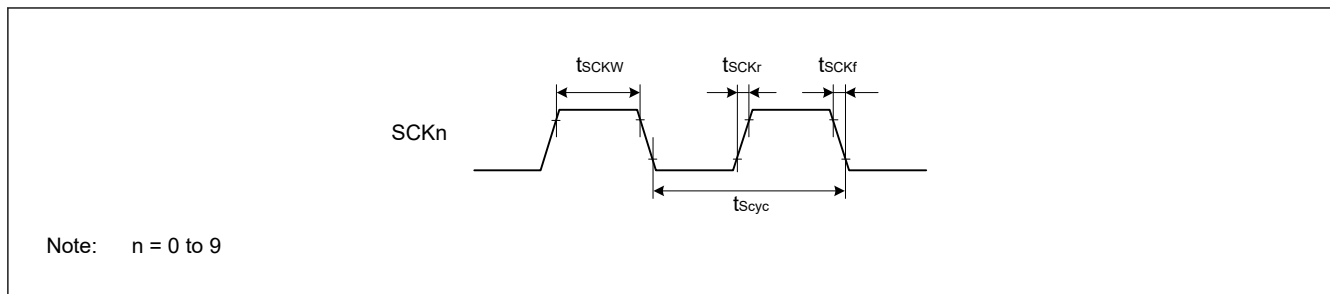 tSCKW
tSCKr
tSCKf
SCKn
tScyc
Note: n = 0 to 9